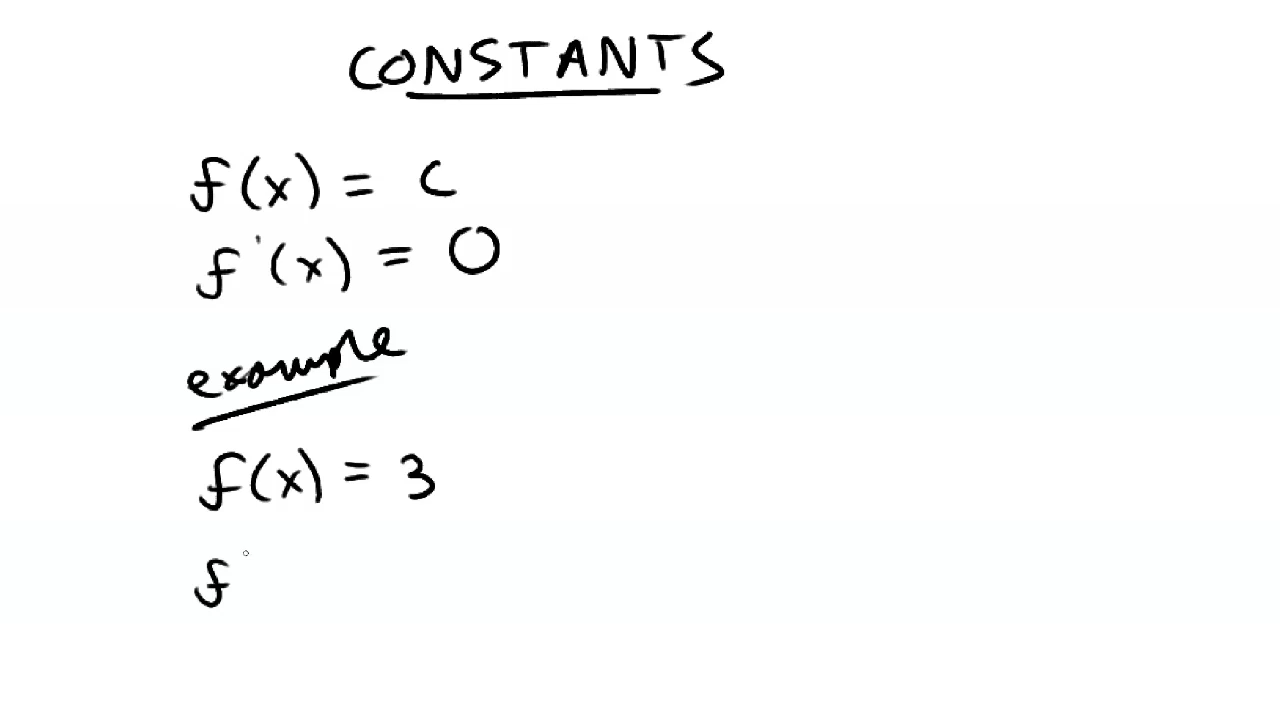 CONSTANTS
f(x) = c
f'(x) = 0
example
f(x) = 3
f